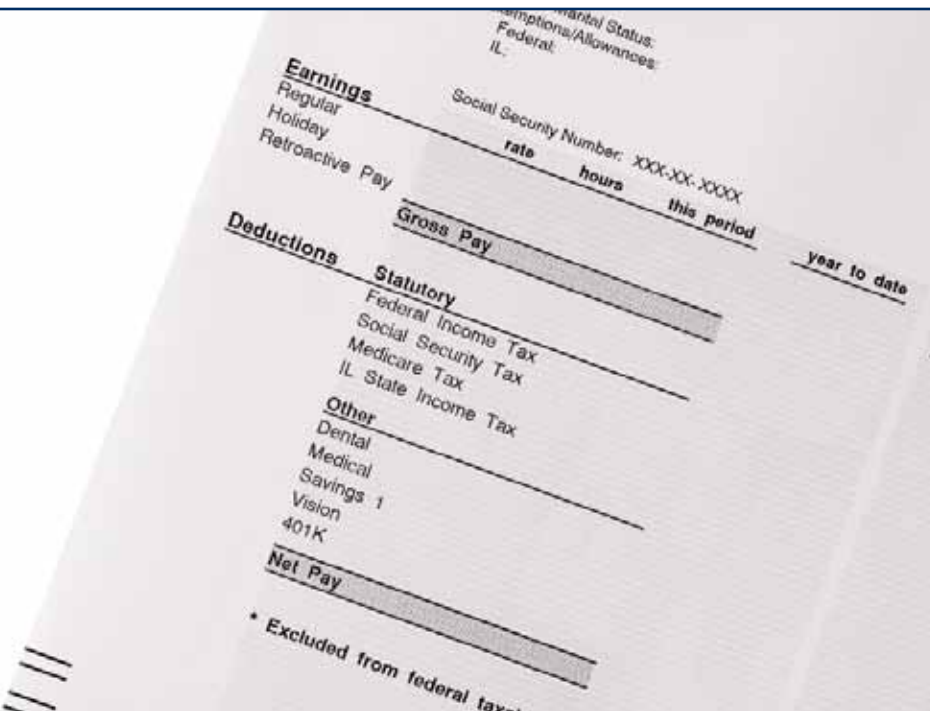 Marital Status:
Exemptions/Allowances:
Federal:
IL:
Social Security Number: XXX-XX-XXXX
Earnings rate hours this period year to date
Regular
Holiday
Retroactive Pay
Gross Pay
Deductions Statutory
Federal Income Tax
Social Security Tax
Medicare Tax
IL State Income Tax
Other
Dental
Medical
Savings 1
Vision
401K
Net Pay
* Excluded from federal